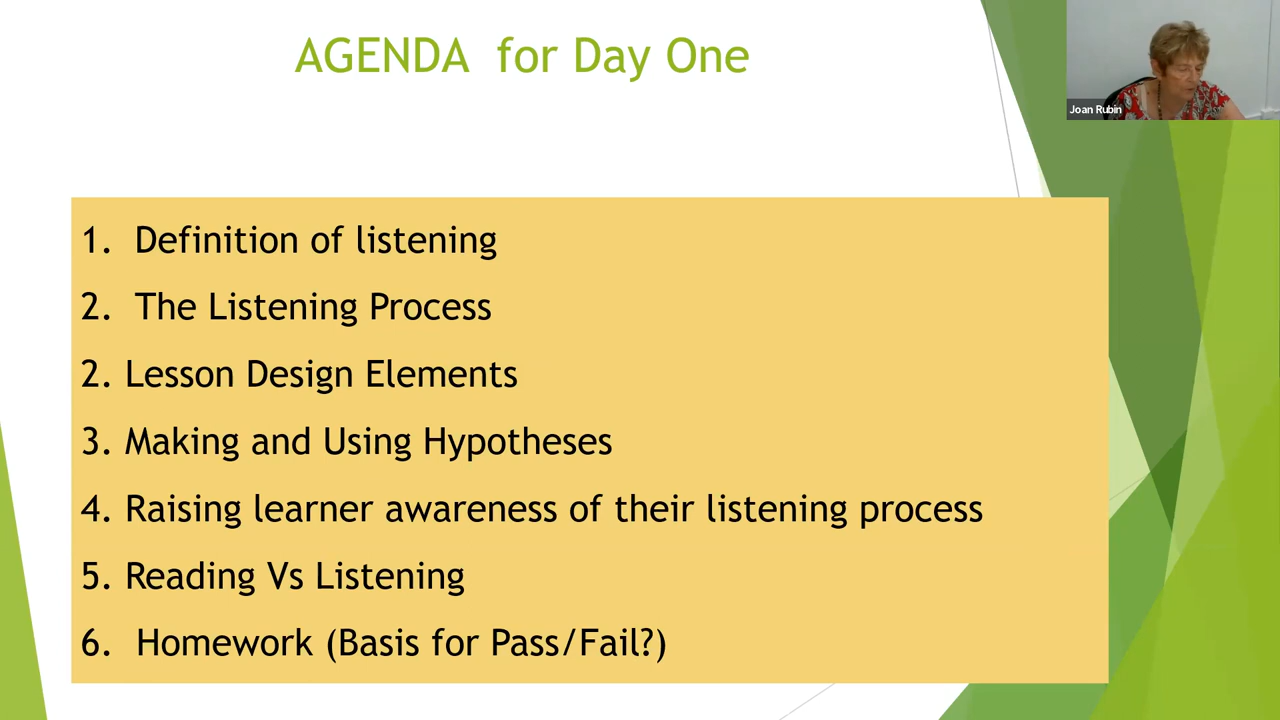 AGENDA for Day One
Joan Rubin
1. Definition of listening
2. The Listening Process
2. Lesson Design Elements
3. Making and Using Hypotheses
4. Raising learner awareness of their listening process
5. Reading Vs Listening
6. Homework (Basis for Pass/Fail?)